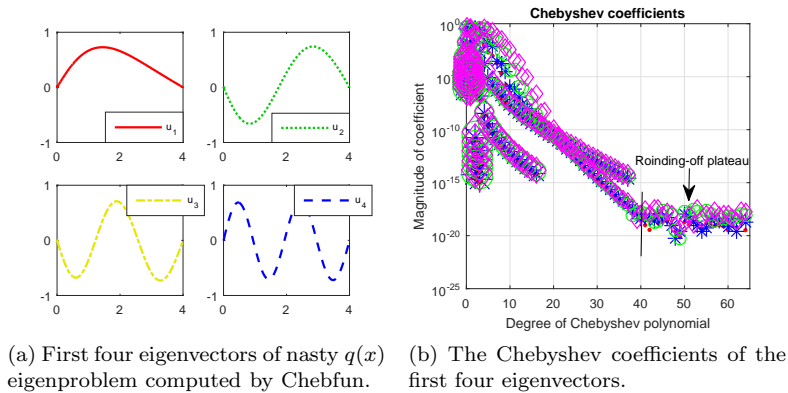 1
0
-1
0 2 4
u1
1
0
-1
0 2 4
u2
1
0
-1
0 2 4
u3
1
0
-1
0 2 4
u4
Chebyshev coefficients
Magnitude of coefficient
10^0
10^-5
10^-10
10^-15
10^-20
10^-25
Roinding-off plateau
0 10 20 30 40 50 60
Degree of Chebyshev polynomial
(a) First four eigenvectors of nasty q(x)
eigenproblem computed by Chebfun.
(b) The Chebyshev coefficients of the
first four eigenvectors.